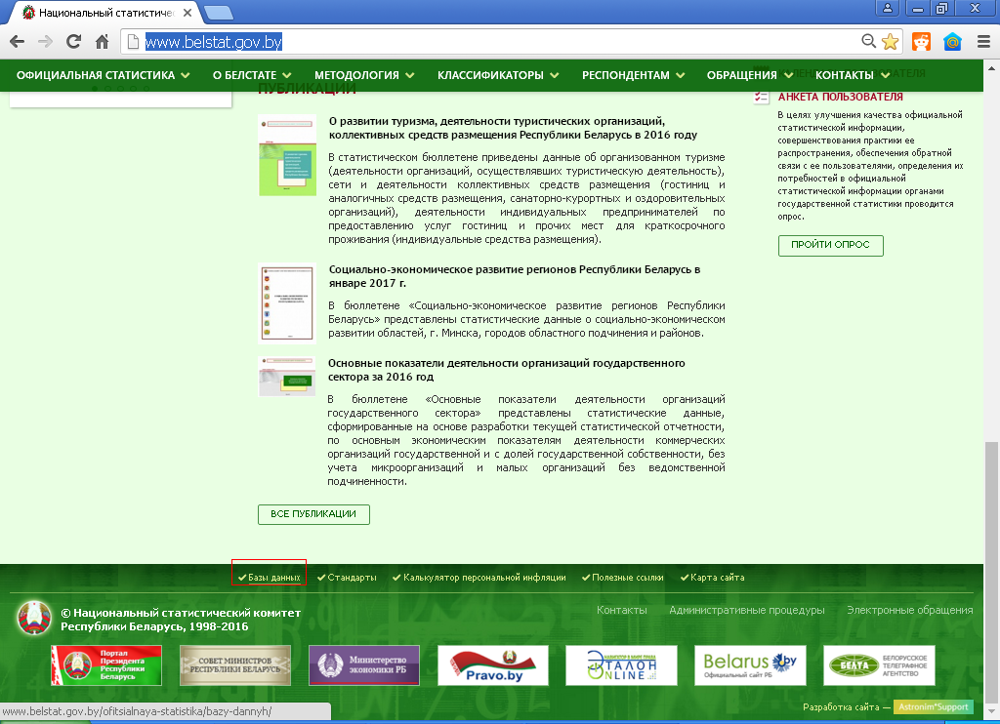 Национальный статистичес
www.belstat.gov.by
ОФИЦИАЛЬНАЯ СТАТИСТИКА О БЕЛСТАТЕ МЕТОДОЛОГИЯ КЛАССИФИКАТОРЫ РЕСПОНДЕНТАМ ОБРАЩЕНИЯ КОНТАКТЫ
ПУБЛИКАЦИИ
О развитии туризма, деятельности туристических организаций,
коллективных средств размещения Республики Беларусь в 2016 году
В статистическом бюллетене приведены данные об организованном туризме
(деятельности организаций, осуществлявших туристическую деятельность),
сети и деятельности коллективных средств размещения (гостиниц и
аналогичных средств размещения, санаторно-курортных и оздоровительных
организаций), деятельности индивидуальных предпринимателей по
предоставлению услуг гостиниц и прочих мест для краткосрочного
проживания (индивидуальные средства размещения).
Социально-экономическое развитие регионов Республики Беларусь в
январе 2017 г.
В бюллетене «Социально-экономическое развитие регионов Республики
Беларусь» представлены статистические данные о социально-экономическом
развитии областей, г. Минска, городов областного подчинения и районов.
Основные показатели деятельности организаций государственного
сектора за 2016 год
В бюллетене «Основные показатели деятельности организаций
государственного сектора» представлены статистические данные,
сформированные на основе разработки текущей статистической отчетности,
по основным экономическим показателям деятельности коммерческих
организаций государственной и с долей государственной собственности, без
учета микроорганизаций и малых организаций без ведомственной
подчиненности.
ВСЕ ПУБЛИКАЦИИ
АНКЕТА ПОЛЬЗОВАТЕЛЯ
В целях улучшения качества официальной
статистической информации,
совершенствования практики ее
распространения, обеспечения обратной
связи с ее пользователями, определения их
потребностей в официальной
статистической информации органами
государственной статистики проводится
опрос.
ПРОЙТИ ОПРОС
Базы данных Стандарты Калькулятор персональной инфляции Полезные ссылки Карта сайта
© Национальный статистический комитет
Республики Беларусь, 1998-2016
Контакты Административные процедуры Электронные обращения
Портал
Президента
Республики
Беларусь
СОВЕТ МИНИСТРОВ
РЕСПУБЛИКИ БЕЛАРУСЬ
Министерство
экономики РБ
Pravo.by
ЭТАЛОН
ONLINE
Belarus.by
Официальный сайт РБ
БЕЛТА
БЕЛОРУССКОЕ
ТЕЛЕГРАФНОЕ
АГЕНТСТВО
Разработка сайта — Astronim*Support
www.belstat.gov.by/ofitsialnaya-statistika/bazy-dannyh/